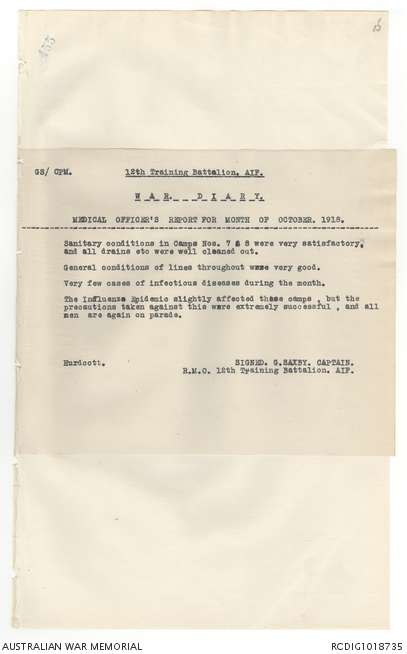 455
GS/ CPM. 12th Training Battalion. AIF.
WAR DIARY.
MEDICAL OFFICER'S REPORT FOR MONTH OF OCTOBER. 1918.
Sanitary conditions in Camps Nos. 7 & 8 were very satisfactory,
and all drains etc were well cleaned out.
General conditions of lines throughout were very good.
Very few cases of infectious diseases during the month.
The Influenza Epidemic slightly affected these camps , but the
precautions taken against this were extremely successful , and all
men are again on parade.
Hurdcott. SIGNED. G.SAXBY. CAPTAIN.
R.M.O. 12th Training Battalion. AIF.
AUSTRALIAN WAR MEMORIAL RCDIG1018735